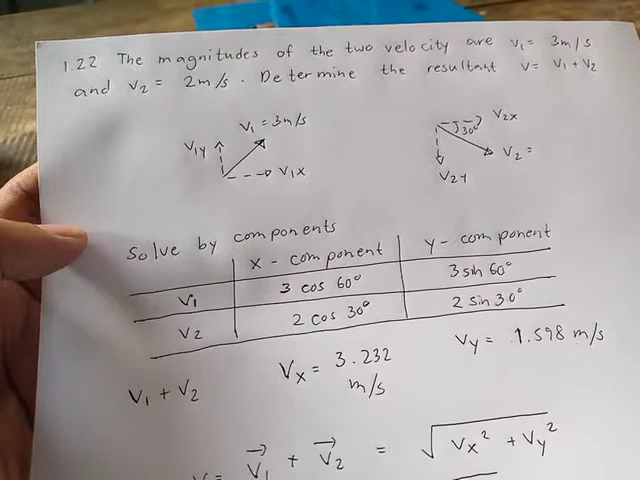 1.22 The magnitudes of the two velocity are v₁ = 3m/s
and v₂ = 2m/s. Determine the resultant v = v₁ + v₂
v₁ = 3m/s
V₁Y
V₁X
30°
V₂X
V₂ =
V₂Y
Solve by components
X - component Y - component
V₁ 3 cos 60° 3 sin 60°
V₂ 2 cos 30° 2 sin 30°
V₁ + V₂ Vₓ = 3.232 m/s Vy = 1.598 m/s
V = V₁ + V₂ = √Vₓ² + Vy²